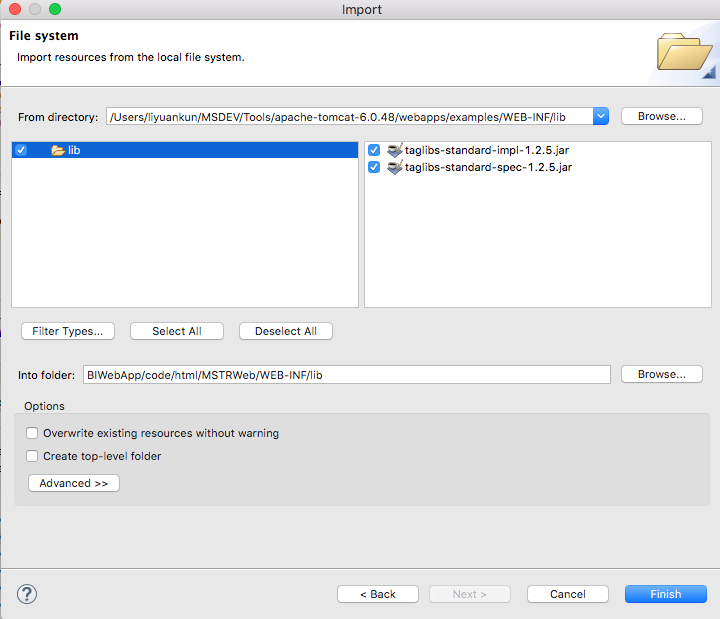 Import
File system
Import resources from the local file system.
From directory: /Users/liyuankun/MSDEV/Tools/apache-tomcat-6.0.48/webapps/examples/WEB-INF/lib Browse...
lib
taglibs-standard-impl-1.2.5.jar
taglibs-standard-spec-1.2.5.jar
Filter Types... Select All Deselect All
Into folder: BIWebApp/code/html/MSTRWeb/WEB-INF/lib Browse...
Options
Overwrite existing resources without warning
Create top-level folder
Advanced >>
? < Back Next > Cancel Finish